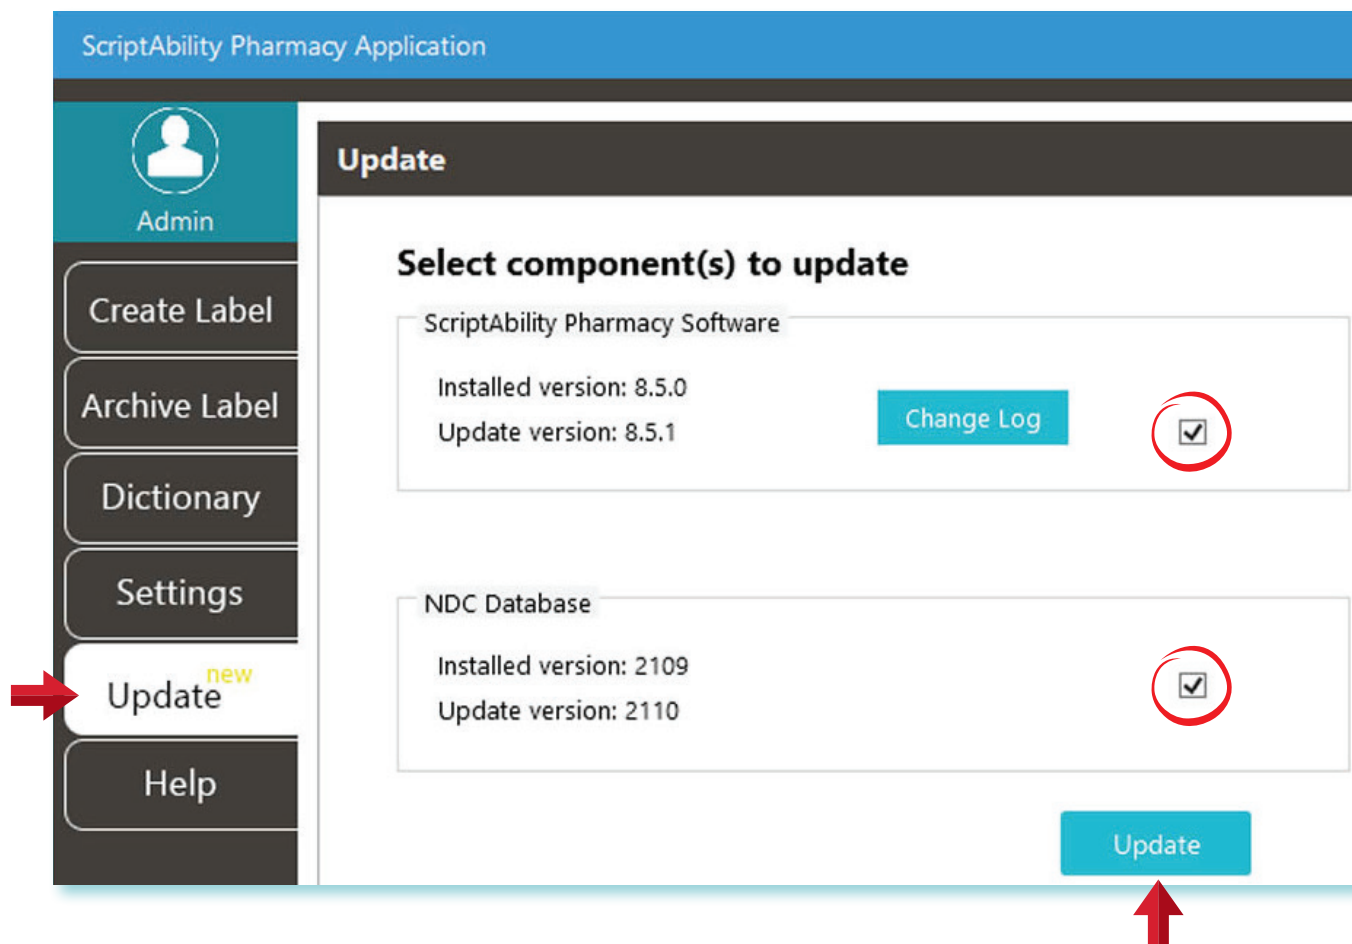 ScriptAbility Pharmacy Application
Admin
Create Label
Archive Label
Dictionary
Settings
Update new
Help
Update
Select component(s) to update
ScriptAbility Pharmacy Software
Installed version: 8.5.0
Update version: 8.5.1
Change Log
NDC Database
Installed version: 2109
Update version: 2110
Update